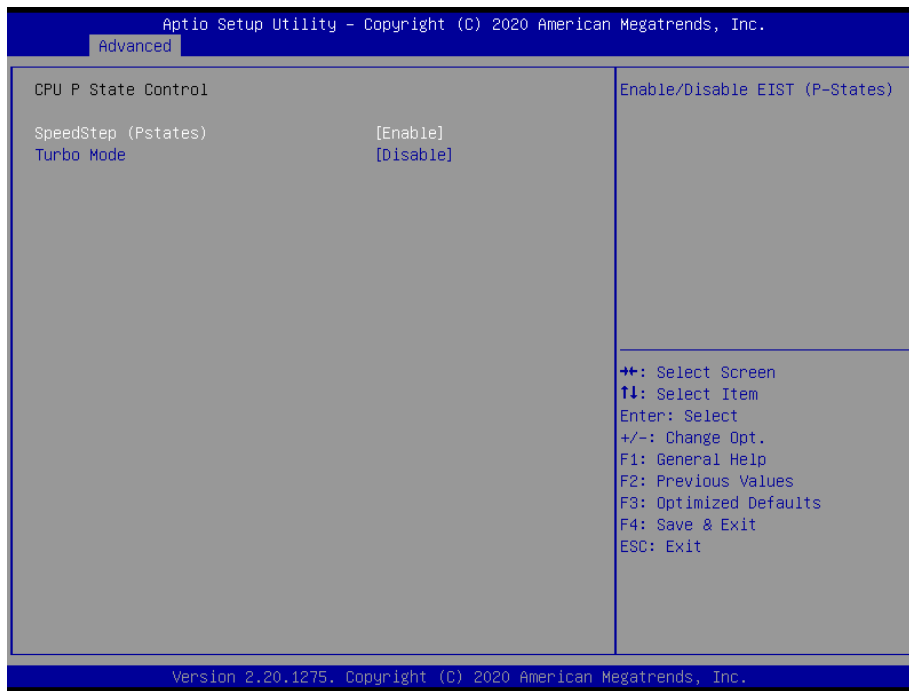 Aptio Setup Utility – Copyright (C) 2020 American Megatrends, Inc.
Advanced
CPU P State Control
SpeedStep (Pstates) [Enable]
Turbo Mode [Disable]
Enable/Disable EIST (P-States)
→←: Select Screen
↑↓: Select Item
Enter: Select
+/-: Change Opt.
F1: General Help
F2: Previous Values
F3: Optimized Defaults
F4: Save & Exit
ESC: Exit
Version 2.20.1275. Copyright (C) 2020 American Megatrends, Inc.